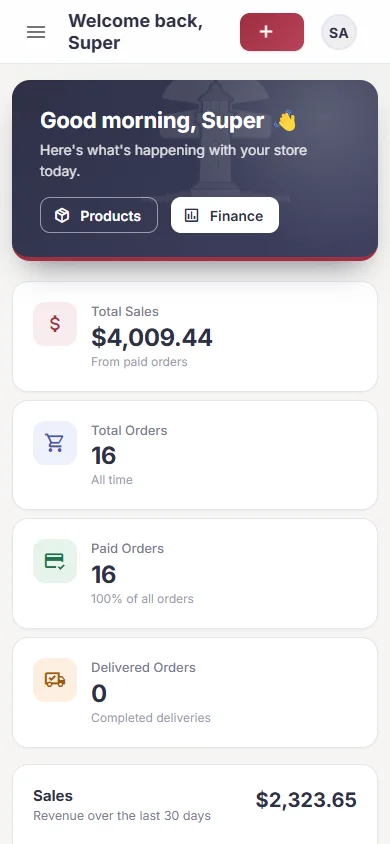 Welcome back,
Super
SA
Good morning, Super 👋
Here's what's happening with your store
today.
Products
Finance
Total Sales
$4,009.44
From paid orders
Total Orders
16
All time
Paid Orders
16
100% of all orders
Delivered Orders
0
Completed deliveries
Sales
$2,323.65
Revenue over the last 30 days